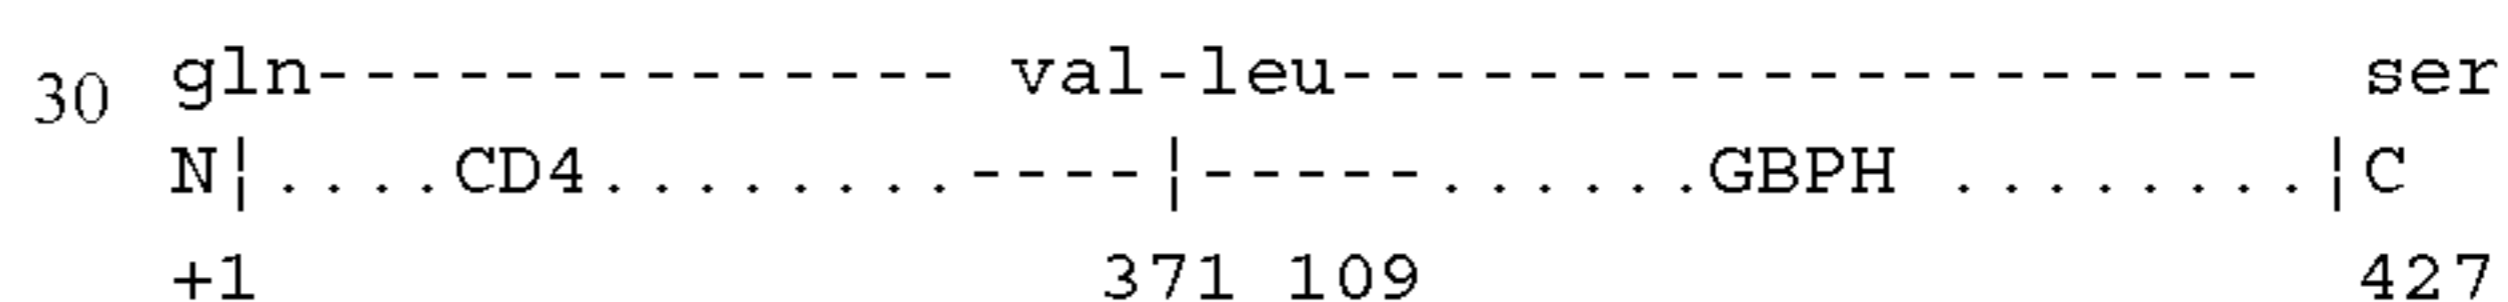 30 gln-------------- val-leu-------------------- ser
N¦....CD4........----¦-----......GBPH ........¦C
+1 371 109 427